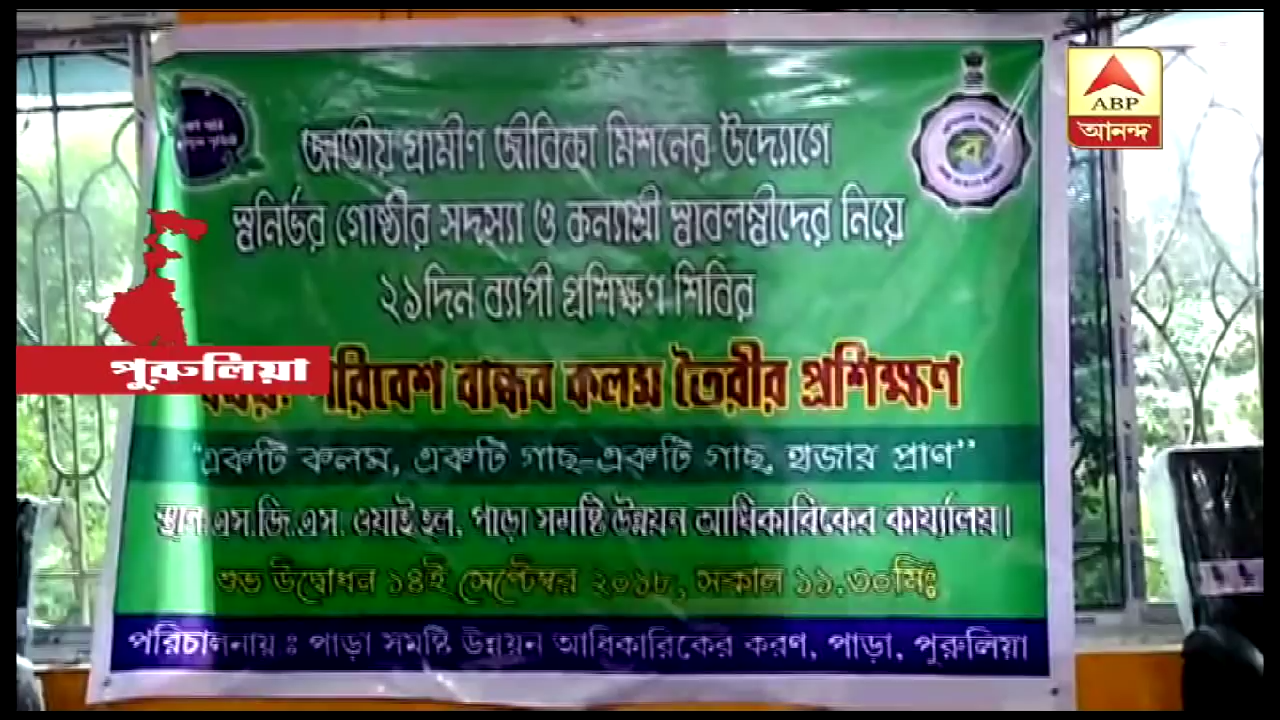 ABP
আনন্দ
জাতীয় গ্রামীণ জীবিকা মিশনের উদ্যোগে
স্বনির্ভর গোষ্ঠীর সদস্যা ও কন্যাশ্রী স্বাবলম্বীদের নিয়ে
২১দিন ব্যাপী প্রশিক্ষণ শিবির
পুরুলিয়া
বান্ধব কলম তৈরীর প্রশিক্ষণ
“একটি কলম, একটি গাছ-একটি গাছ, হাজার প্রাণ”
এস.জি.এস. ওয়াই হল, পাড়া সমষ্টি উন্নয়ন আধিকারিকের কার্য্যালয়।
শুভ উদ্বোধন ১৪ই সেপ্টেম্বর ২০১৮, সকাল ১১.৩০মিঃ
পরিচালনায় ঃ পাড়া সমষ্টি উন্নয়ন আধিকারিকের করণ, পাড়া, পুরুলিয়া